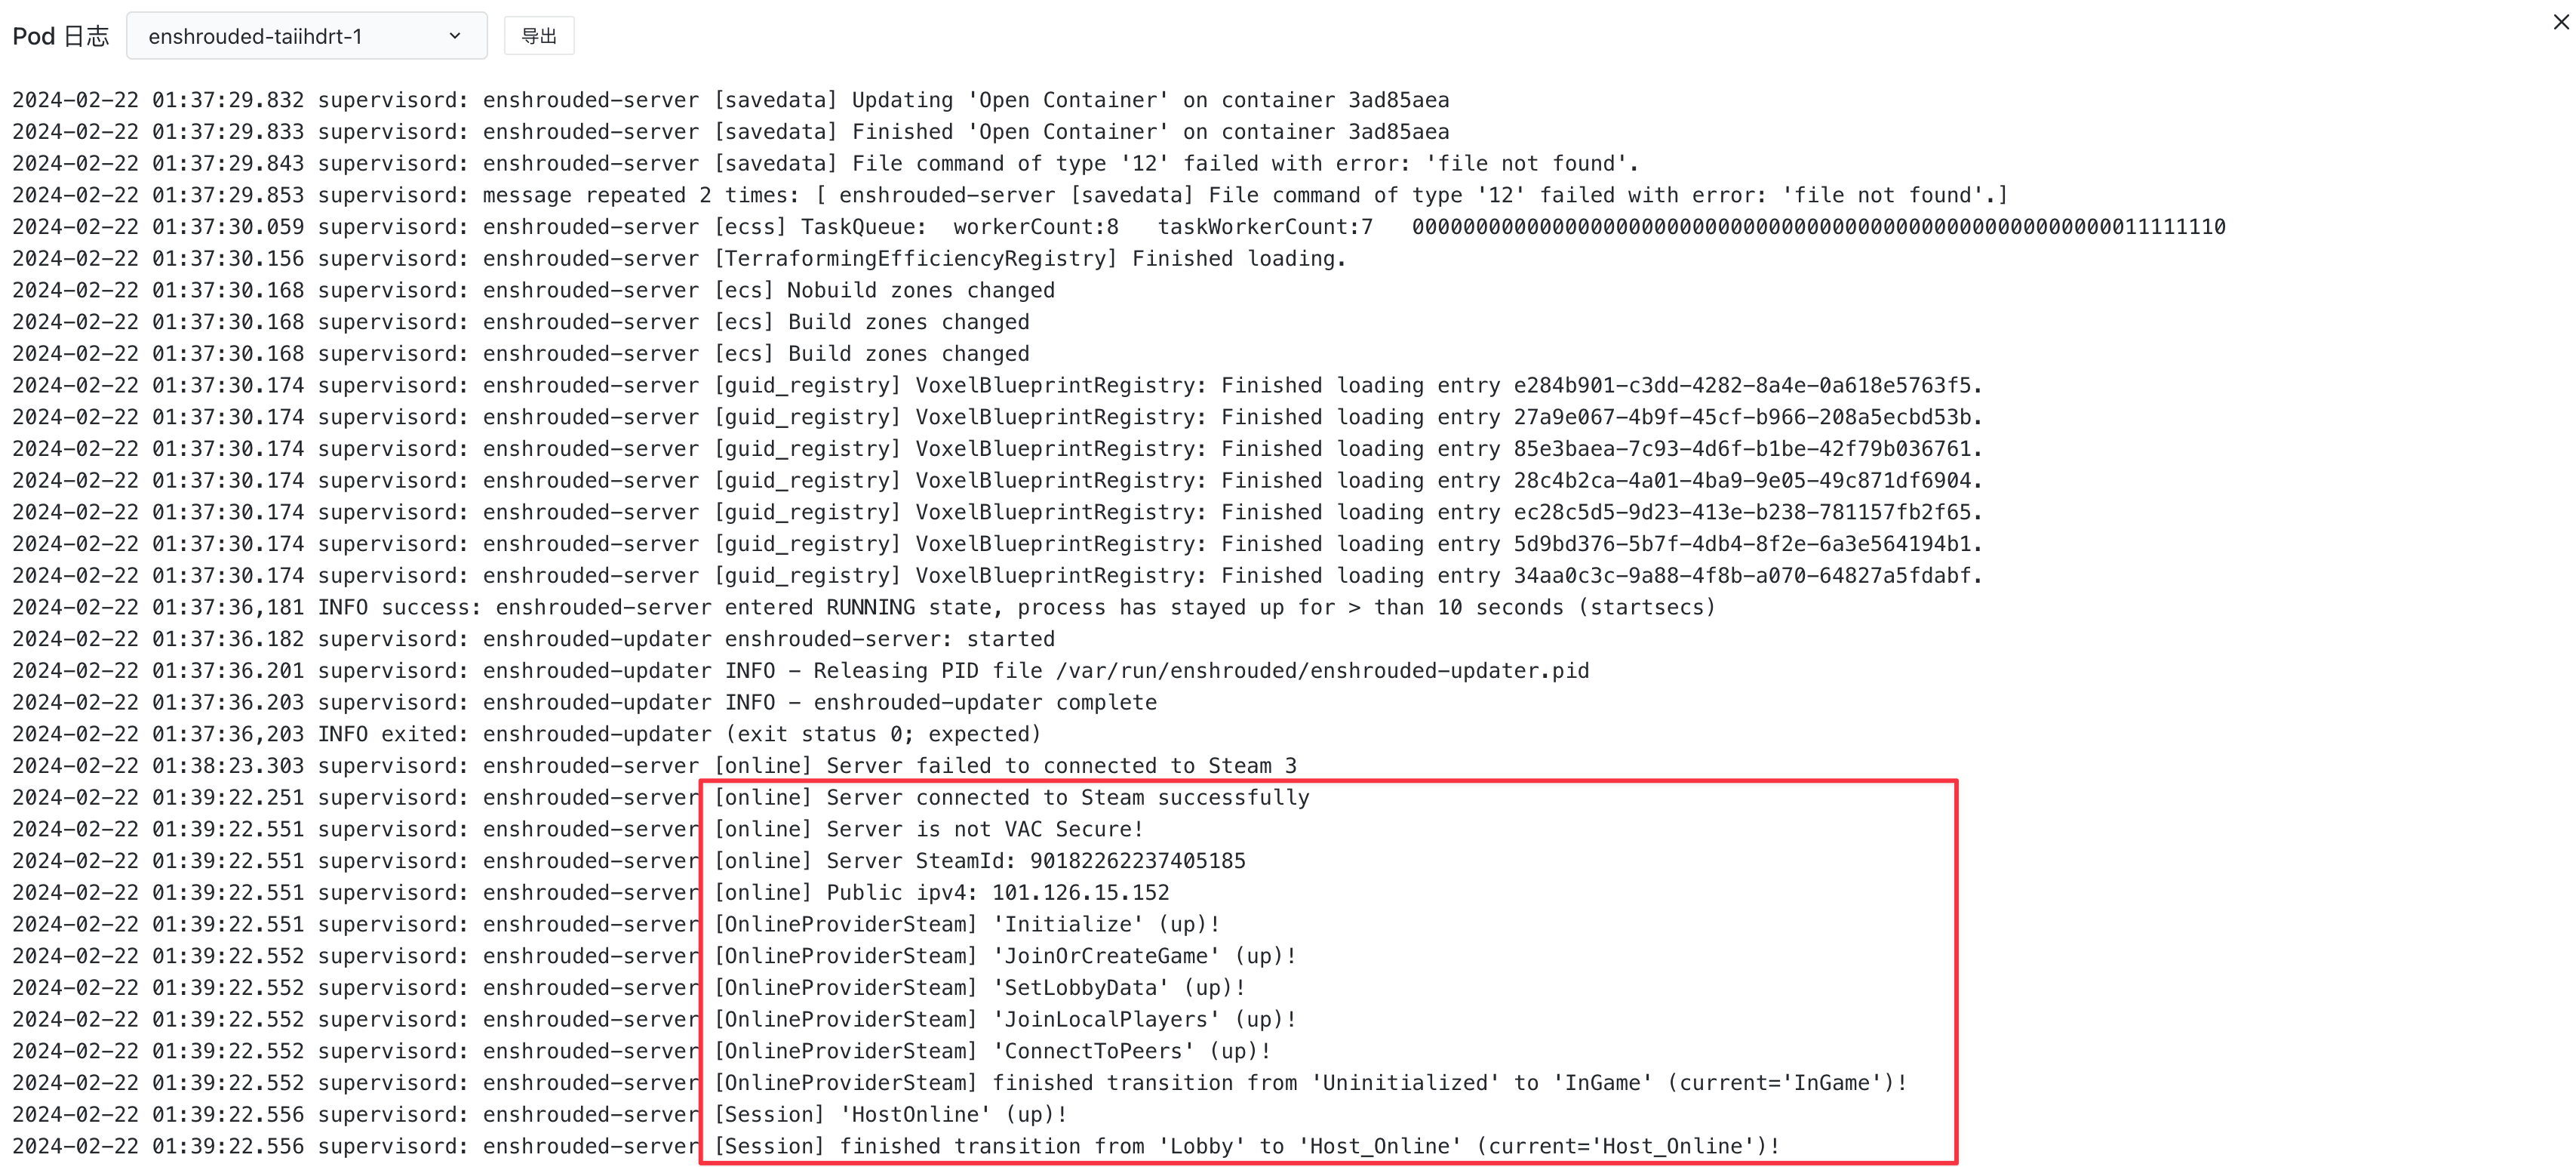 Pod 日志 enshrouded-taiihdrt-1 导出
2024-02-22 01:37:29.832 supervisord: enshrouded-server [savedata] Updating 'Open Container' on container 3ad85aea
2024-02-22 01:37:29.833 supervisord: enshrouded-server [savedata] Finished 'Open Container' on container 3ad85aea
2024-02-22 01:37:29.843 supervisord: enshrouded-server [savedata] File command of type '12' failed with error: 'file not found'.
2024-02-22 01:37:29.853 supervisord: message repeated 2 times: [ enshrouded-server [savedata] File command of type '12' failed with error: 'file not found'.]
2024-02-22 01:37:30.059 supervisord: enshrouded-server [ecss] TaskQueue:  workerCount:8   taskWorkerCount:7   0000000000000000000000000000000000000000000000000000000011111110
2024-02-22 01:37:30.156 supervisord: enshrouded-server [TerraformingEfficiencyRegistry] Finished loading.
2024-02-22 01:37:30.168 supervisord: enshrouded-server [ecs] Nobuild zones changed
2024-02-22 01:37:30.168 supervisord: enshrouded-server [ecs] Build zones changed
2024-02-22 01:37:30.168 supervisord: enshrouded-server [ecs] Build zones changed
2024-02-22 01:37:30.174 supervisord: enshrouded-server [guid_registry] VoxelBlueprintRegistry: Finished loading entry e284b901-c3dd-4282-8a4e-0a618e5763f5.
2024-02-22 01:37:30.174 supervisord: enshrouded-server [guid_registry] VoxelBlueprintRegistry: Finished loading entry 27a9e067-4b9f-45cf-b966-208a5ecbd53b.
2024-02-22 01:37:30.174 supervisord: enshrouded-server [guid_registry] VoxelBlueprintRegistry: Finished loading entry 85e3baea-7c93-4d6f-b1be-42f79b036761.
2024-02-22 01:37:30.174 supervisord: enshrouded-server [guid_registry] VoxelBlueprintRegistry: Finished loading entry 28c4b2ca-4a01-4ba9-9e05-49c871df6904.
2024-02-22 01:37:30.174 supervisord: enshrouded-server [guid_registry] VoxelBlueprintRegistry: Finished loading entry ec28c5d5-9d23-413e-b238-781157fb2f65.
2024-02-22 01:37:30.174 supervisord: enshrouded-server [guid_registry] VoxelBlueprintRegistry: Finished loading entry 5d9bd376-5b7f-4db4-8f2e-6a3e564194b1.
2024-02-22 01:37:30.174 supervisord: enshrouded-server [guid_registry] VoxelBlueprintRegistry: Finished loading entry 34aa0c3c-9a88-4f8b-a070-64827a5fdabf.
2024-02-22 01:37:36,181 INFO success: enshrouded-server entered RUNNING state, process has stayed up for > than 10 seconds (startsecs)
2024-02-22 01:37:36.182 supervisord: enshrouded-updater enshrouded-server: started
2024-02-22 01:37:36.201 supervisord: enshrouded-updater INFO - Releasing PID file /var/run/enshrouded/enshrouded-updater.pid
2024-02-22 01:37:36.203 supervisord: enshrouded-updater INFO - enshrouded-updater complete
2024-02-22 01:37:36,203 INFO exited: enshrouded-updater (exit status 0; expected)
2024-02-22 01:38:23.303 supervisord: enshrouded-server [online] Server failed to connected to Steam 3
2024-02-22 01:39:22.251 supervisord: enshrouded-server [online] Server connected to Steam successfully
2024-02-22 01:39:22.551 supervisord: enshrouded-server [online] Server is not VAC Secure!
2024-02-22 01:39:22.551 supervisord: enshrouded-server [online] Server SteamId: 90182262237405185
2024-02-22 01:39:22.551 supervisord: enshrouded-server [online] Public ipv4: 101.126.15.152
2024-02-22 01:39:22.551 supervisord: enshrouded-server [OnlineProviderSteam] 'Initialize' (up)!
2024-02-22 01:39:22.552 supervisord: enshrouded-server [OnlineProviderSteam] 'JoinOrCreateGame' (up)!
2024-02-22 01:39:22.552 supervisord: enshrouded-server [OnlineProviderSteam] 'SetLobbyData' (up)!
2024-02-22 01:39:22.552 supervisord: enshrouded-server [OnlineProviderSteam] 'JoinLocalPlayers' (up)!
2024-02-22 01:39:22.552 supervisord: enshrouded-server [OnlineProviderSteam] 'ConnectToPeers' (up)!
2024-02-22 01:39:22.552 supervisord: enshrouded-server [OnlineProviderSteam] finished transition from 'Uninitialized' to 'InGame' (current='InGame')!
2024-02-22 01:39:22.556 supervisord: enshrouded-server [Session] 'HostOnline' (up)!
2024-02-22 01:39:22.556 supervisord: enshrouded-server [Session] finished transition from 'Lobby' to 'Host_Online' (current='Host_Online')!